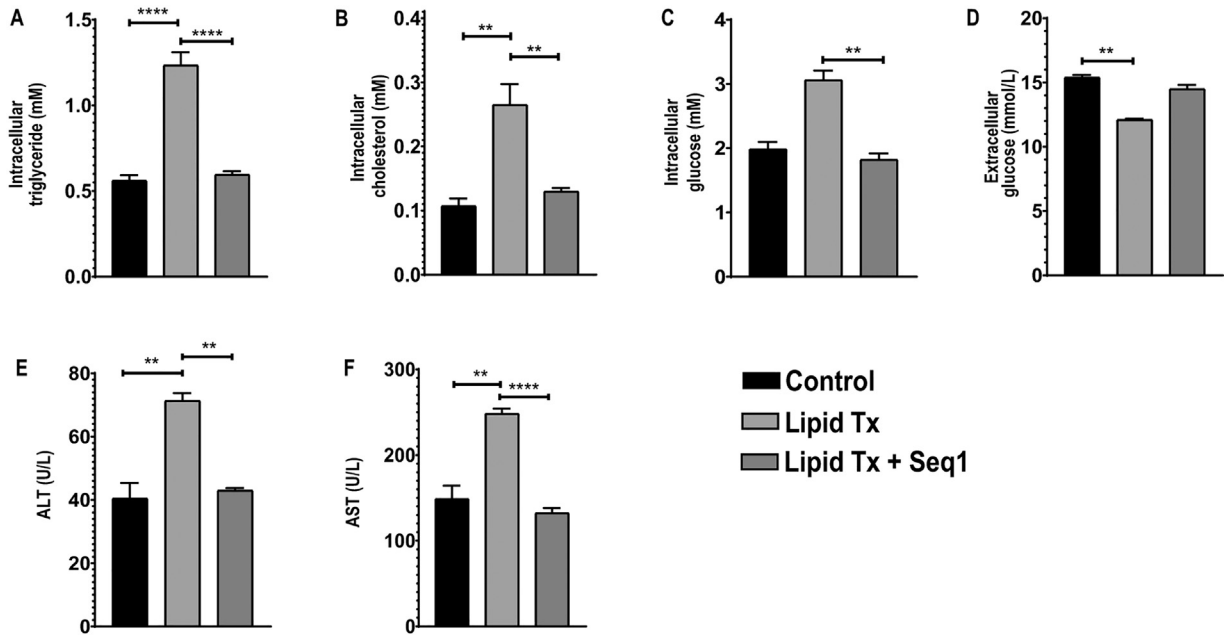 A
Intracellular
triglyceride (mM)
1.5
1.0
0.5
0.0
****
****
B
Intracellular
cholesterol (mM)
0.4
0.3
0.1
0.0
**
**
C
Intracellular
glucose (mM)
4
3
2
1
0
**
D
Extracellular
glucose (mmol/L)
20
15
10
5
0
**
E
ALT (U/L)
80
60
40
20
0
**
**
F
AST (U/L)
300
200
100
0
**
****
Control
Lipid Tx
Lipid Tx + Seq1